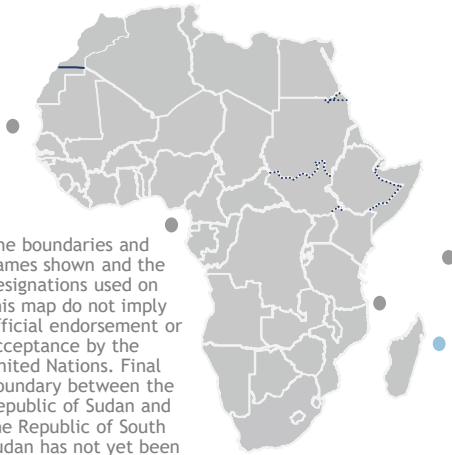 he boundaries and
ames shown and the
esignations used on
his map do not imply
fficial endorsement or
cceptance by the
nited Nations. Final
oundary between the
epublic of Sudan and
he Republic of South
udan has not yet been